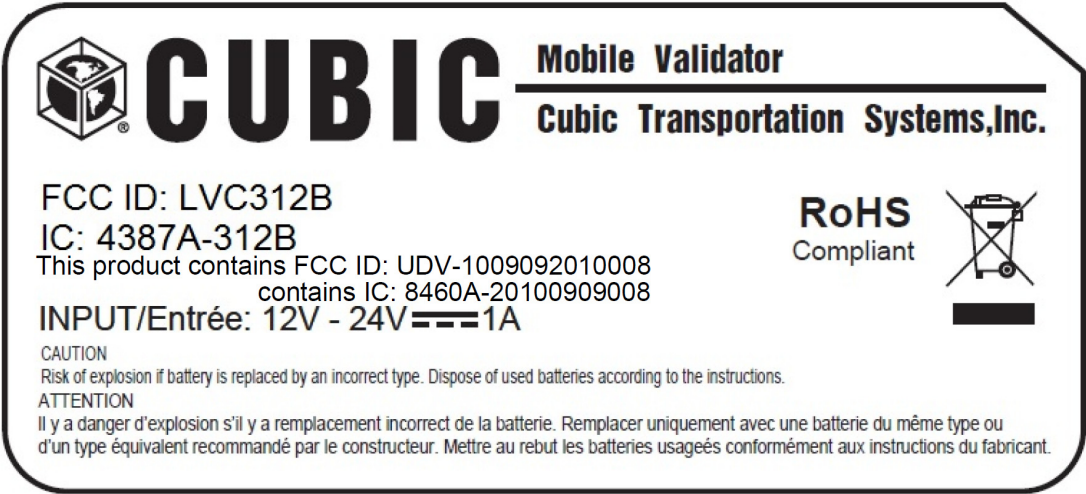 CUBIC
®
Mobile Validator
Cubic Transportation Systems,Inc.
FCC ID: LVC312B
IC: 4387A-312B
This product contains FCC ID: UDV-1009092010008
contains IC: 8460A-20100909008
INPUT/Entrée: 12V - 24V⎓1A
RoHS
Compliant
CAUTION
Risk of explosion if battery is replaced by an incorrect type. Dispose of used batteries according to the instructions.
ATTENTION
Il y a danger d'explosion s'il y a remplacement incorrect de la batterie. Remplacer uniquement avec une batterie du même type ou
d'un type équivalent recommandé par le constructeur. Mettre au rebut les batteries usageés conformément aux instructions du fabricant.